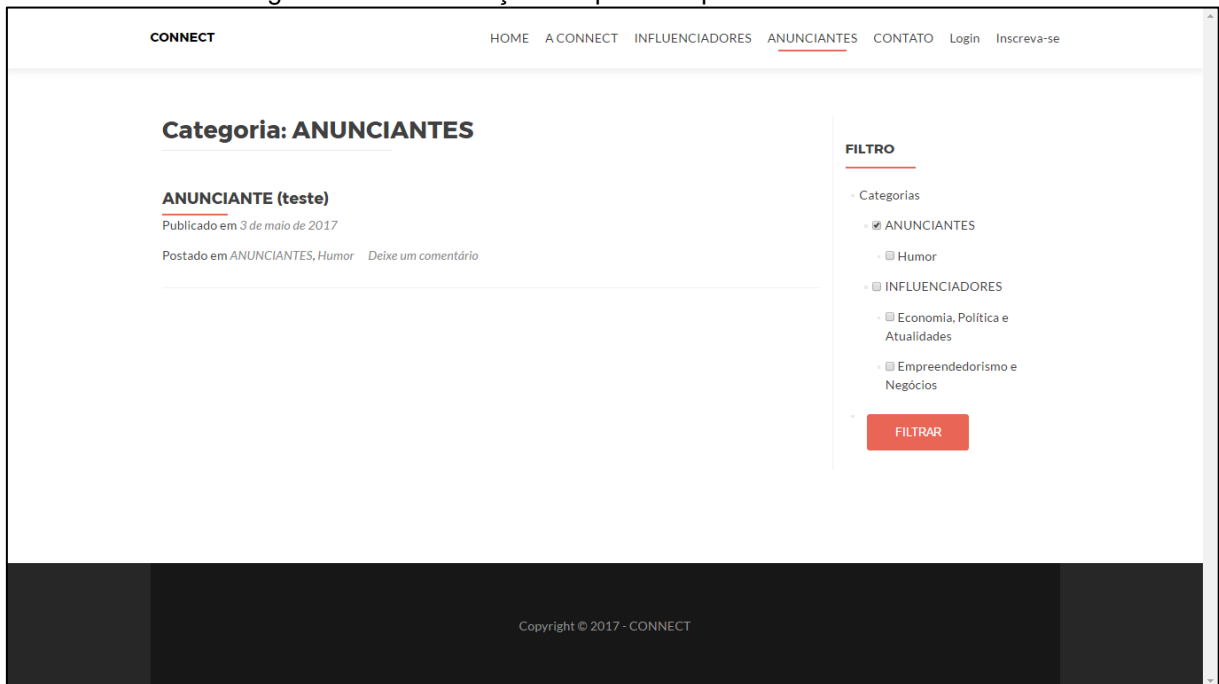 CONNECT
HOME A CONNECT INFLUENCIADORES ANUNCIANTES CONTATO Login Inscreva-se
Categoria: ANUNCIANTES
ANUNCIANTE (teste)
Publicado em 3 de maio de 2017
Postado em ANUNCIANTES, Humor Deixe um comentário
FILTRO
Categorias
ANUNCIANTES
Humor
INFLUENCIADORES
Economia, Política e
Atualidades
Empreendedorismo e
Negócios
FILTRAR
Copyright © 2017 - CONNECT